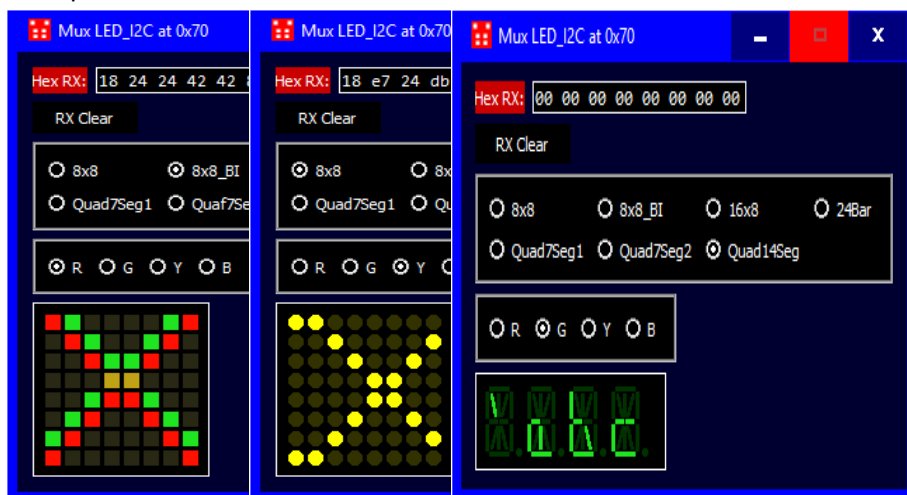 Mux LED_I2C at 0x70
Hex RX: 18 24 24 42 42
RX Clear
8x8 8x8_BI
Quad7Seg1 Quaf7Se
R G Y B
Mux LED_I2C at 0x70
Hex RX: 18 e7 24 db
RX Clear
8x8 8x
Quad7Seg1 Qu
R G Y
Mux LED_I2C at 0x70
X
Hex RX: 00 00 00 00 00 00 00 00
RX Clear
8x8 8x8_BI 16x8 24Bar
Quad7Seg1 Quad7Seg2 Quad14Seg
R G Y B